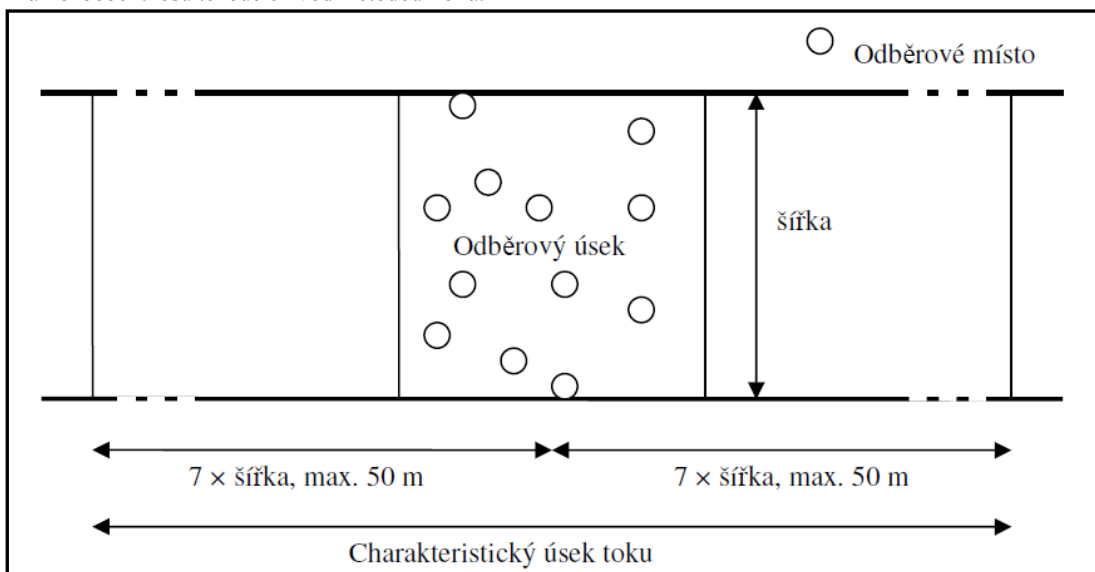 Odběrové místo
šířka
Odběrový úsek
7 × šířka, max. 50 m
7 × šířka, max. 50 m
Charakteristický úsek toku